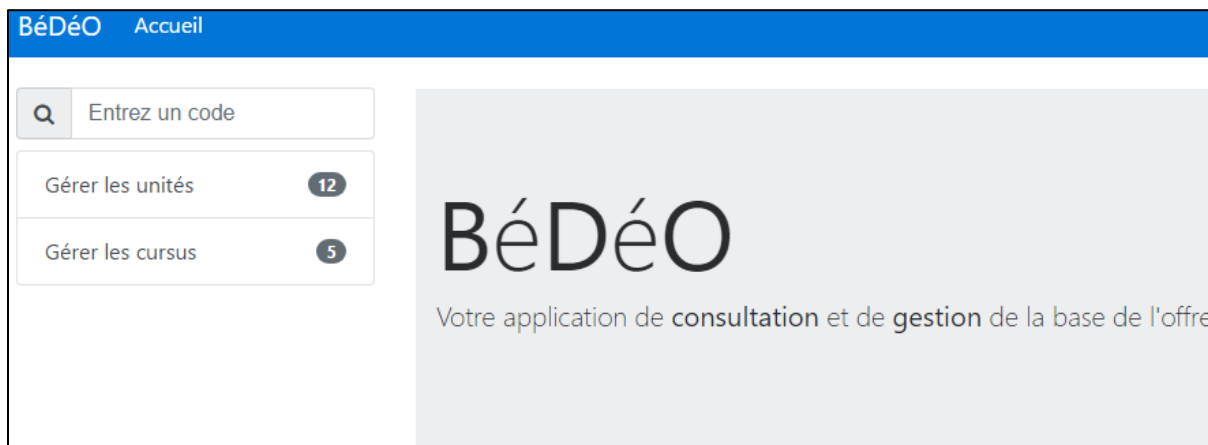 BéDéO Accueil
Entrez un code
Gérer les unités 12
Gérer les cursus 5
BéDéO
Votre application de consultation et de gestion de la base de l'offre